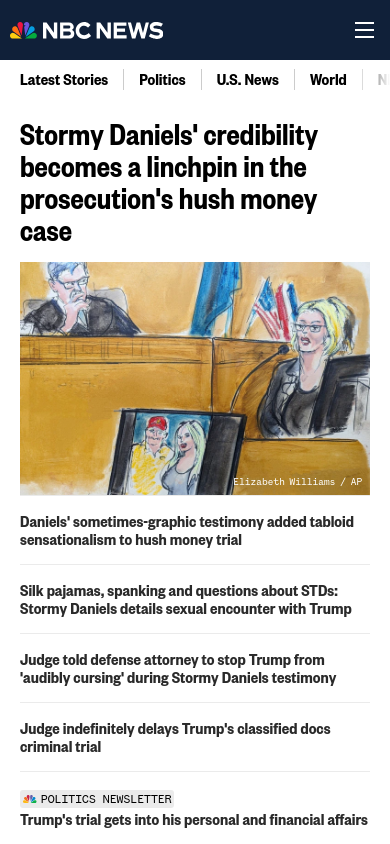 NBC NEWS
Latest Stories
Politics
U.S. News
World
Stormy Daniels' credibility
becomes a linchpin in the
prosecution's hush money
case
Elizabeth Williams / AP
Daniels' sometimes-graphic testimony added tabloid
sensationalism to hush money trial
Silk pajamas, spanking and questions about STDs:
Stormy Daniels details sexual encounter with Trump
Judge told defense attorney to stop Trump from
'audibly cursing' during Stormy Daniels testimony
Judge indefinitely delays Trump's classified docs
criminal trial
POLITICS NEWSLETTER
Trump's trial gets into his personal and financial affairs